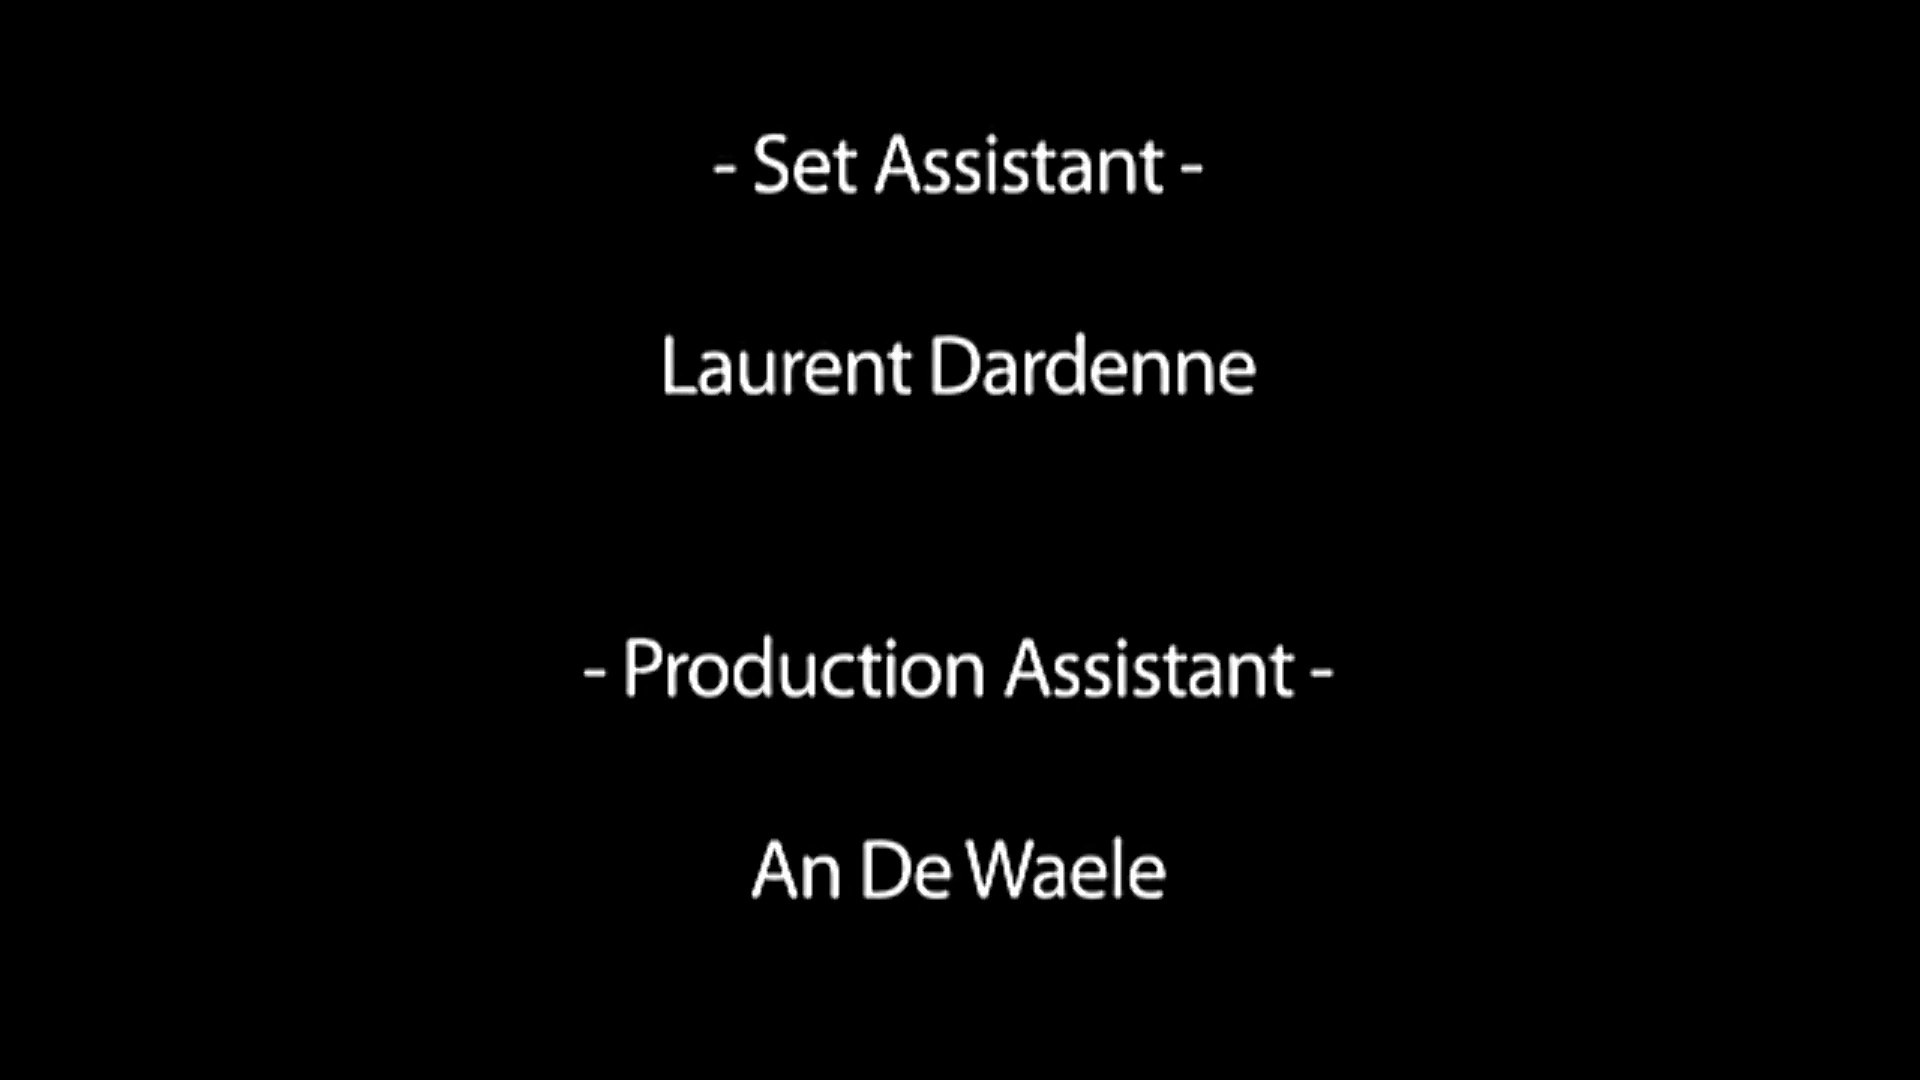 - Set Assistant -
Laurent Dardenne
- Production Assistant -
An De Waele